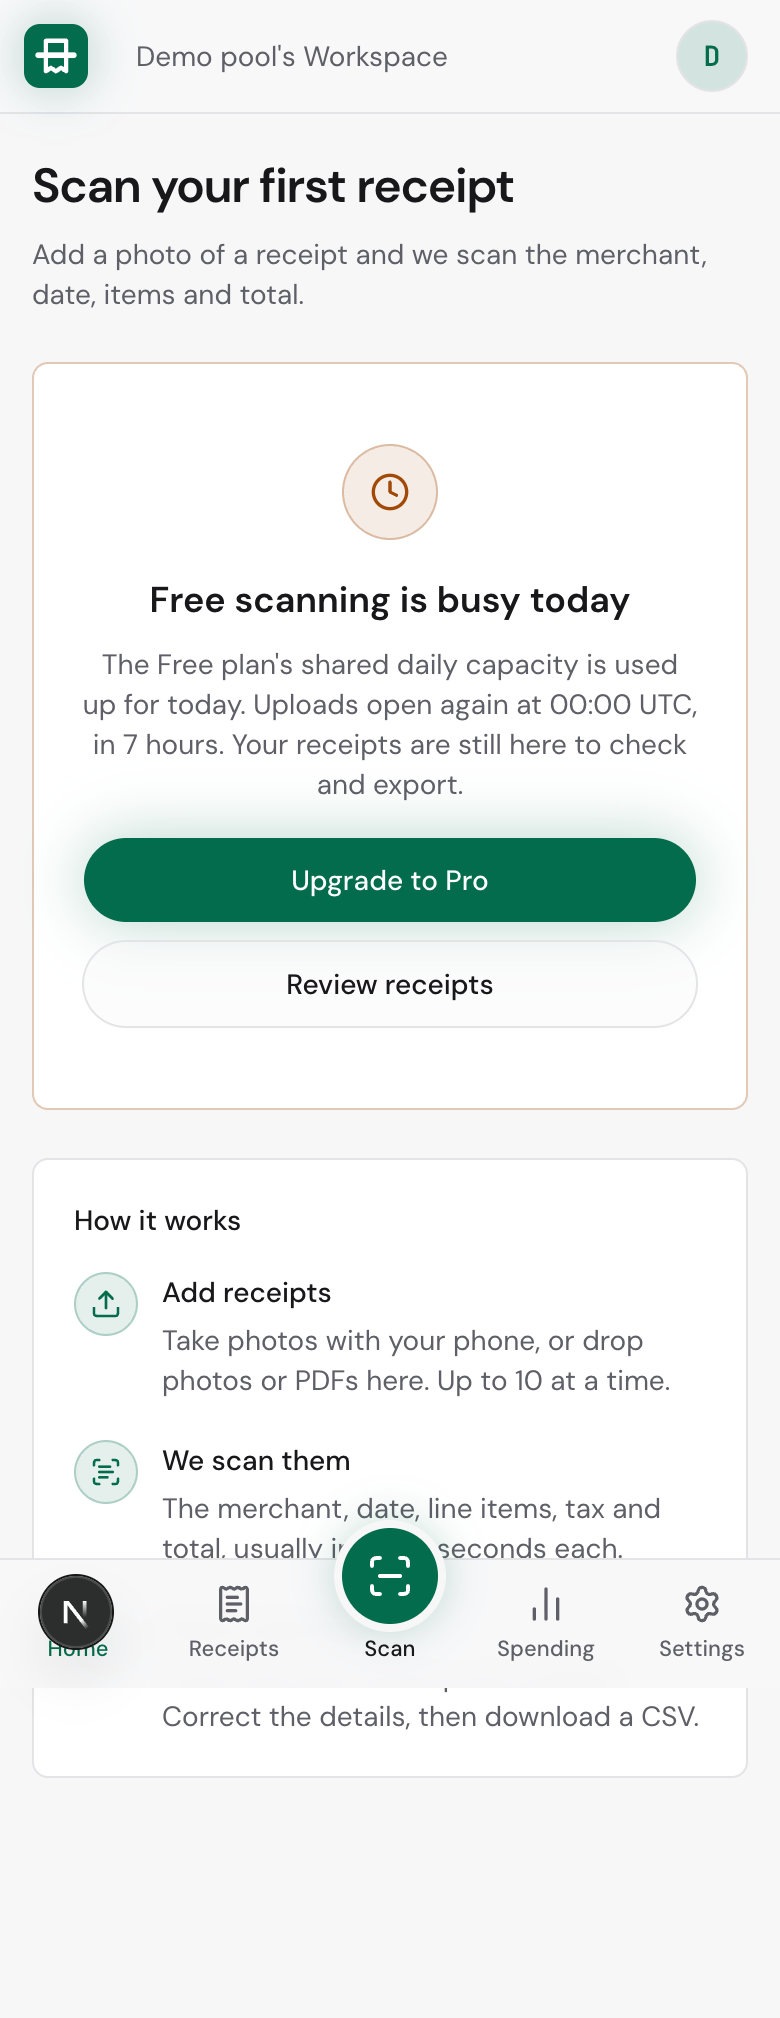 Demo pool's Workspace
D
Scan your first receipt
Add a photo of a receipt and we scan the merchant,
date, items and total.
Free scanning is busy today
The Free plan's shared daily capacity is used
up for today. Uploads open again at 00:00 UTC,
in 7 hours. Your receipts are still here to check
and export.
Upgrade to Pro
Review receipts
How it works
Add receipts
Take photos with your phone, or drop
photos or PDFs here. Up to 10 at a time.
We scan them
The merchant, date, line items, tax and
total, usually seconds each.
N
Home
Receipts
Scan
Spending
Settings
Correct the details, then download a CSV.